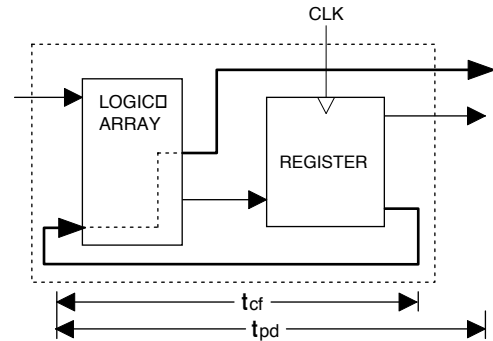 CLK
LOGIC□
ARRAY
REGISTER
tcf
tpd